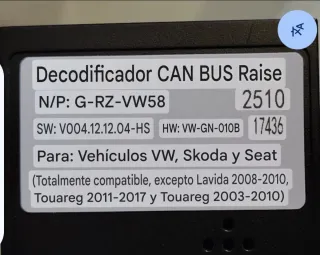 Decodificador CAN BUS Raise
N/P: G-RZ-VW58 2510
SW: V004.12.12.04-HS HW: VW-GN-010B 17436
Para: Vehículos VW, Skoda y Seat
(Totalmente compatible, excepto Lavida 2008-2010,
Touareg 2011-2017 y Touareg 2003-2010)